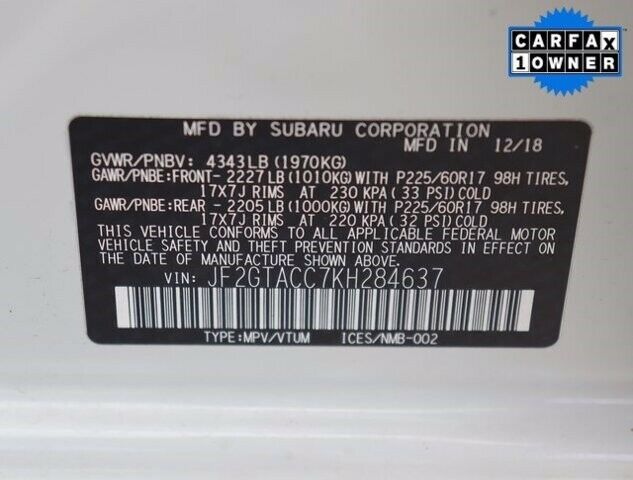 CARFAX
1 OWNER
MFD BY SUBARU CORPORATION
MFD IN 12/18
GVWR/PNBV: 4343LB (1970KG)
GAWR/PNBE:FRONT- 2227LB (1010KG)WITH P225/60R17 98H TIRES,
17X7J RIMS AT 230 KPA (33 PSI)COLD
GAWR/PNBE:REAR - 2205LB (1000KG)WITH P225/60R17 98H TIRES,
17X7J RIMS AT 220 KPA (32 PSI)COLD
THIS VEHICLE CONFORMS TO ALL APPLICABLE FEDERAL MOTOR
VEHICLE SAFETY AND THEFT PREVENTION STANDARDS IN EFFECT
ON THE DATE OF MANUFACTURE SHOWN ABOVE.
VIN: JF2GTACC7KH284637
TYPE:MPV/VTUM ICES/NMB-002